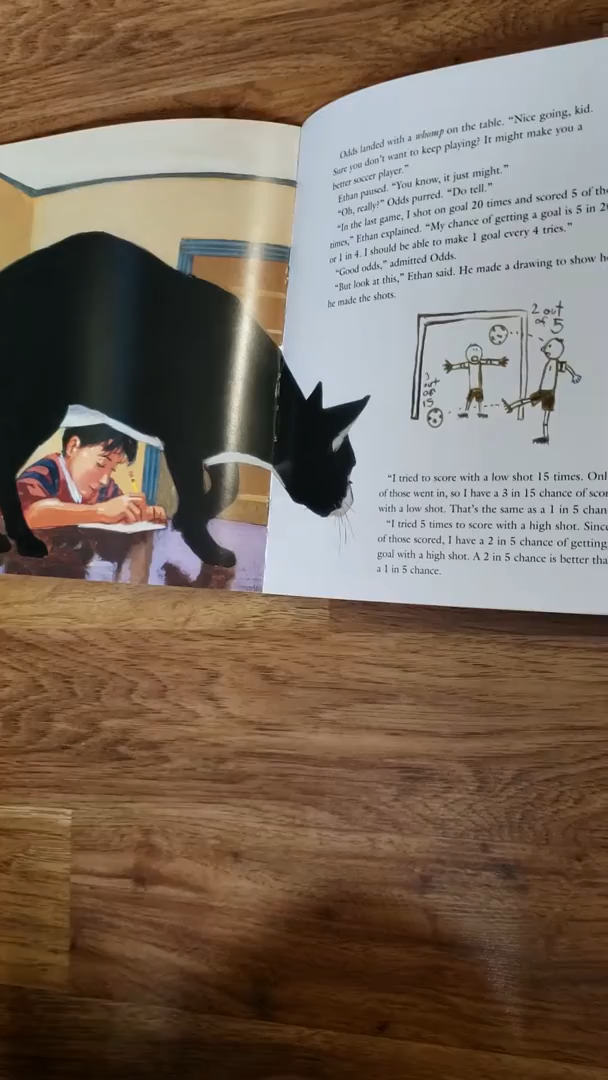 Odds landed with a whomp on the table. “Nice going, kid.
Sure you don’t want to keep playing? It might make you a
better soccer player.”
Ethan paused. “You know, it just might.”
“Oh, really?” Odds purred. “Do tell.”
“In the last game, I shot on goal 20 times and scored 5 of
times,” Ethan explained. “My chance of getting a goal is 5 in
or 1 in 4. I should be able to make 1 goal every 4 tries.”
“Good odds,” admitted Odds.
“But look at this,” Ethan said. He made a drawing to show
he made the shots.
2 out
of 5
3
out
of
15
“I tried to score with a low shot 15 times.
of those went in, so I have a 3 in 15 chance of
with a low shot. That’s the same as a 1 in 5
“I tried 5 times to score with a high shot. Since
of those scored, I have a 2 in 5 chance of getting
goal with a high shot. A 2 in 5 chance is better
a 1 in 5 chance.